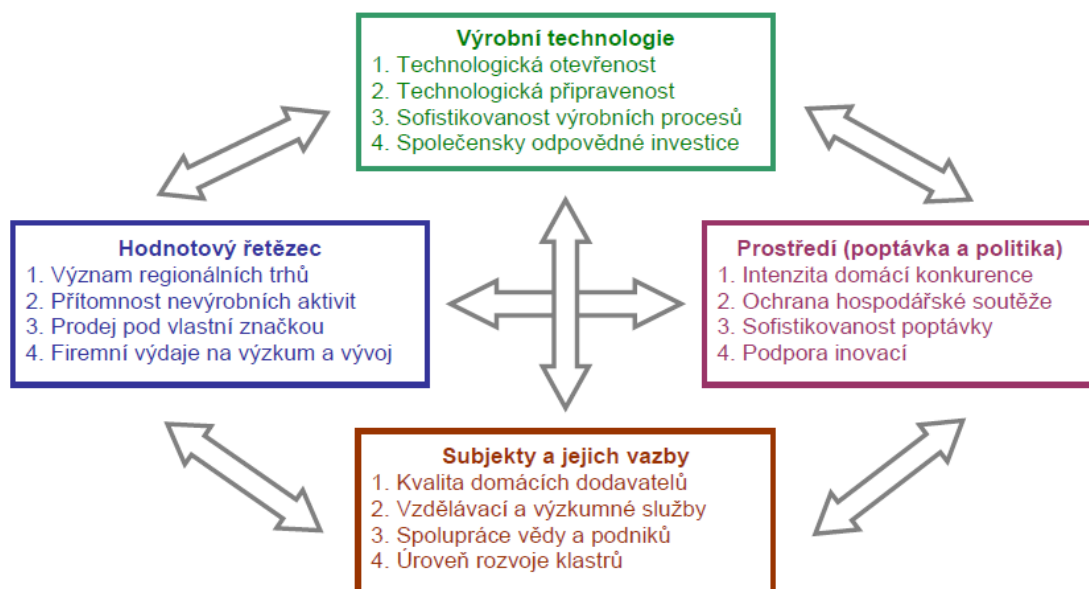 Výrobní technologie
1. Technologická otevřenost
2. Technologická připravenost
3. Sofistikovanost výrobních procesů
4. Společensky odpovědné investice
Hodnotový řetězec
1. Význam regionálních trhů
2. Přítomnost nevýrobních aktivit
3. Prodej pod vlastní značkou
4. Firemní výdaje na výzkum a vývoj
Prostředí (poptávka a politika)
1. Intenzita domácí konkurence
2. Ochrana hospodářské soutěže
3. Sofistikovanost poptávky
4. Podpora inovací
Subjekty a jejich vazby
1. Kvalita domácích dodavatelů
2. Vzdělávací a výzkumné služby
3. Spolupráce vědy a podniků
4. Úroveň rozvoje klastrů